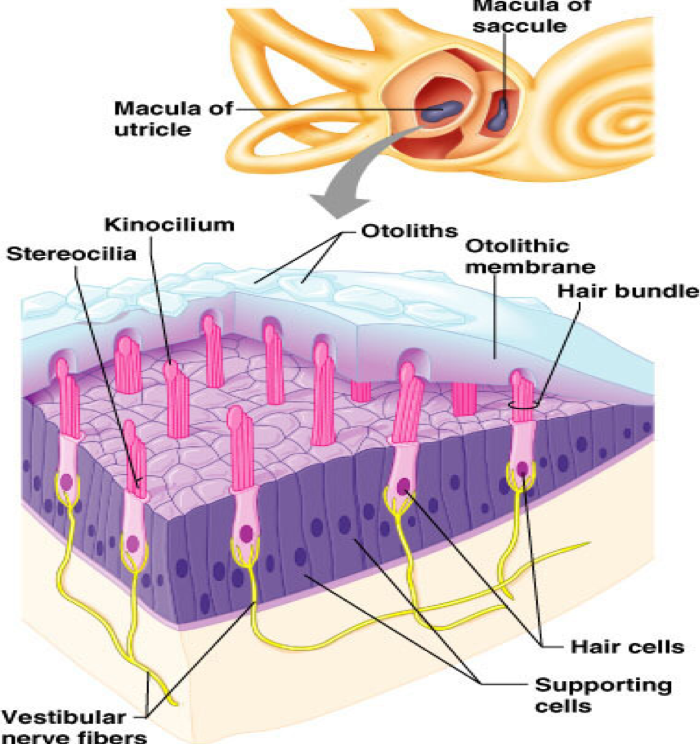 Macula of
saccule
Macula of
utricle
Kinocilium
Otoliths
Stereocilia
Otolithic
membrane
Hair bundle
Hair cells
Supporting
cells
Vestibular
nerve fibers